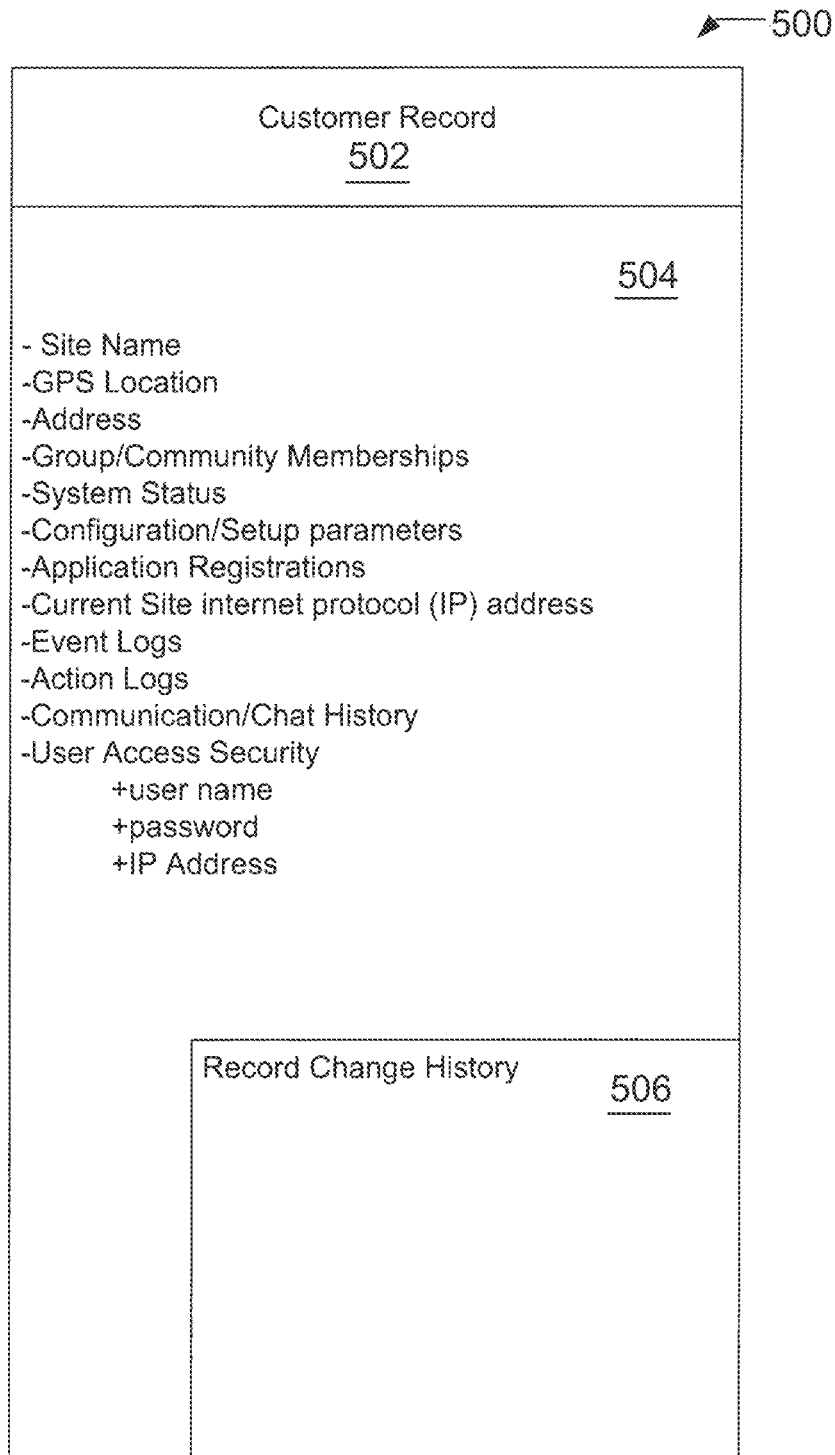 500
Customer Record
502
504
- Site Name
-GPS Location
-Address
-Group/Community Memberships
-System Status
-Configuration/Setup parameters
-Application Registrations
-Current Site internet protocol (IP) address
-Event Logs
-Action Logs
-Communication/Chat History
-User Access Security
+user name
+password
+IP Address
Record Change History
506